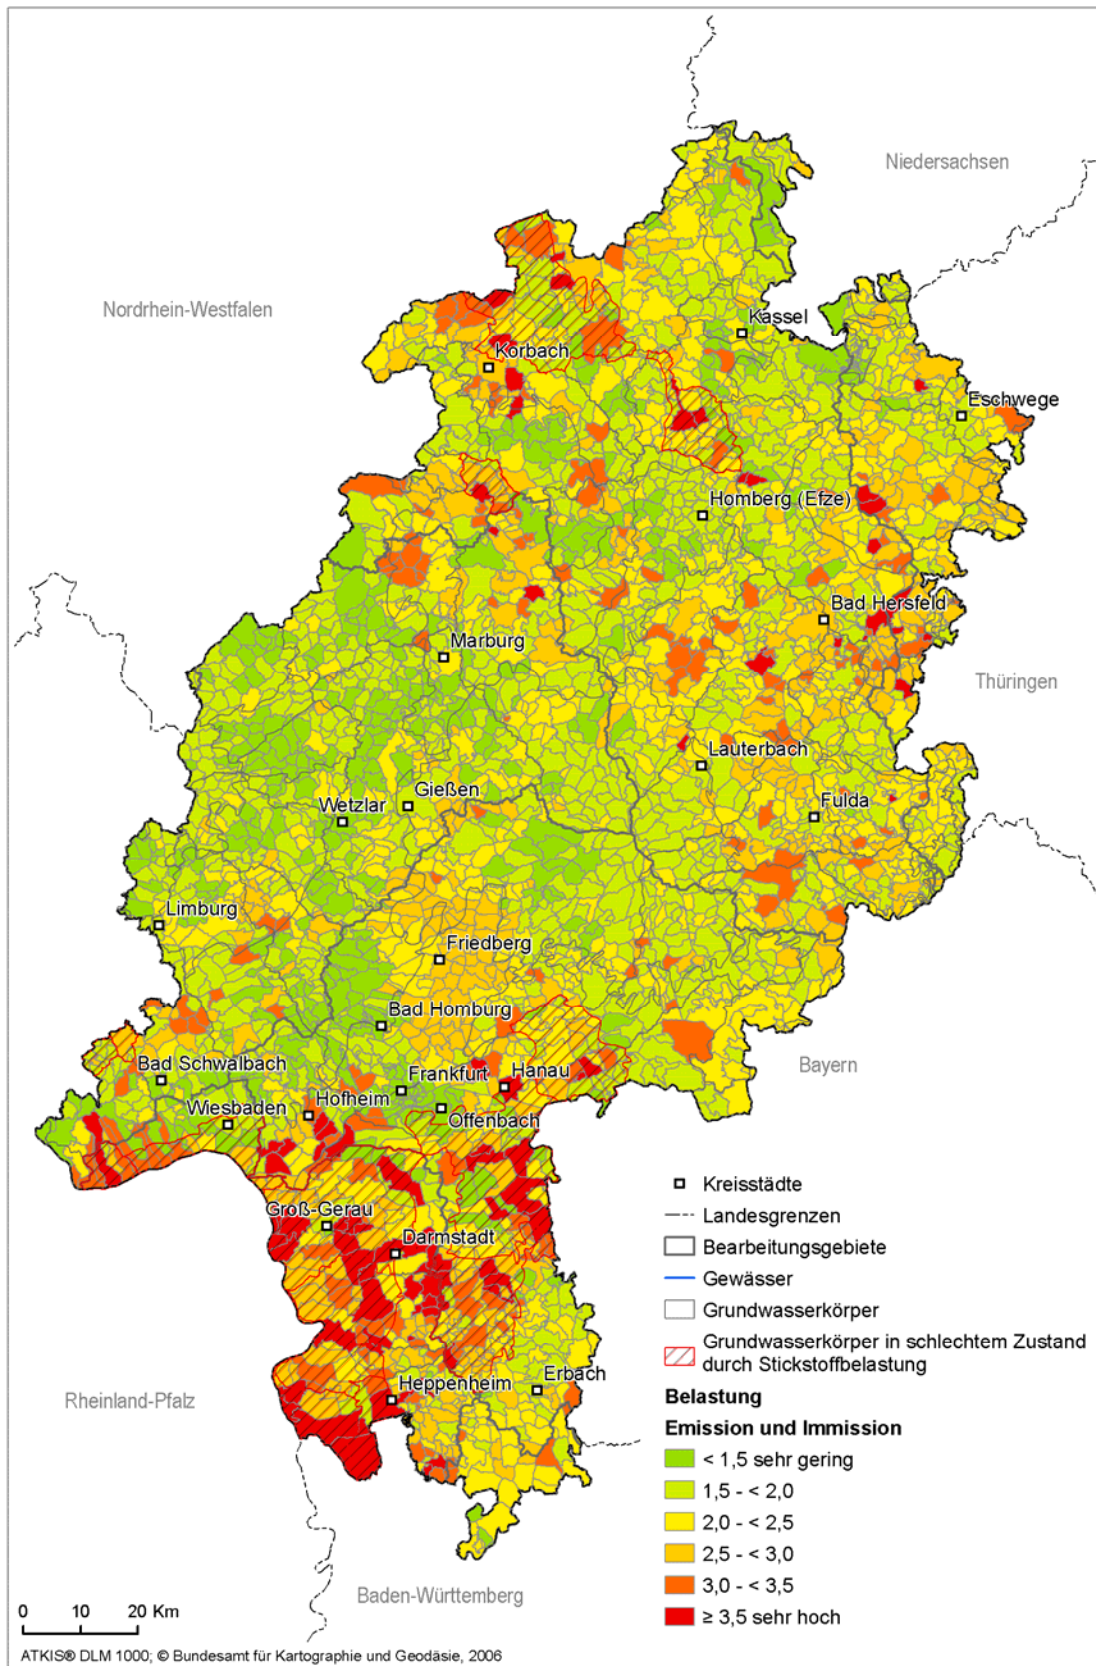 Niedersachsen
Nordrhein-Westfalen
Kassel
Korbach
Eschwege
Homberg (Efze)
Bad Hersfeld
Marburg
Thüringen
Lauterbach
Gießen
Wetzlar
Fulda
Limburg
Friedberg
Bad Homburg
Bayern
Bad Schwalbach
Frankfurt
Hanau
Wiesbaden
Hofheim
Offenbach
Groß-Gerau
Darmstadt
Heppenheim
Erbach
Rheinland-Pfalz
Baden-Württemberg
Kreisstädte
Landesgrenzen
Bearbeitungsgebiete
Gewässer
Grundwasserkörper
Grundwasserkörper in schlechtem Zustand
durch Stickstoffbelastung
Belastung
Emission und Immission
< 1,5 sehr gering
1,5 - < 2,0
2,0 - < 2,5
2,5 - < 3,0
3,0 - < 3,5
≥ 3,5 sehr hoch
0 10 20 Km
ATKIS® DLM 1000; © Bundesamt für Kartographie und Geodäsie, 2006